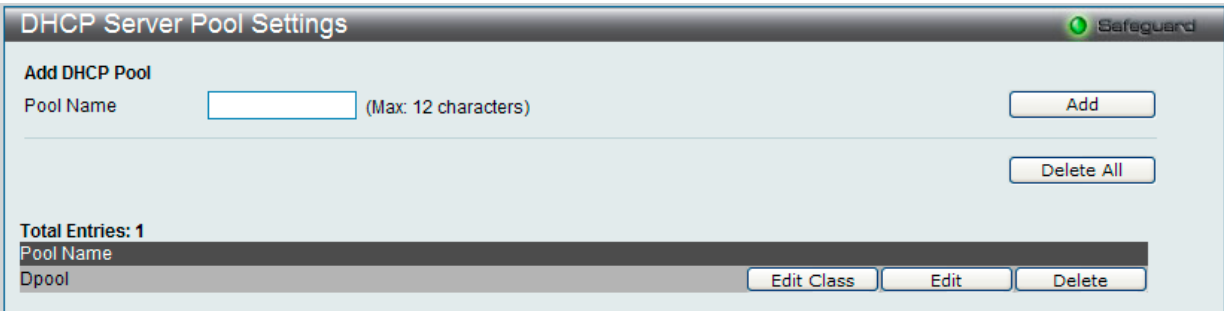 DHCP Server Pool Settings
Safeguard
Add DHCP Pool
Pool Name (Max: 12 characters) Add
Delete All
Total Entries: 1
Pool Name
Dpool Edit Class Edit Delete